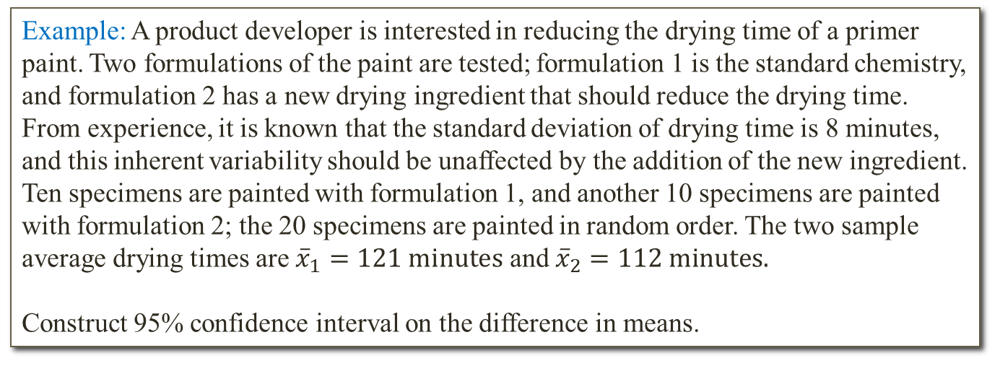 Example: A product developer is interested in reducing the drying time of a primer
paint. Two formulations of the paint are tested; formulation 1 is the standard chemistry,
and formulation 2 has a new drying ingredient that should reduce the drying time.
From experience, it is known that the standard deviation of drying time is 8 minutes,
and this inherent variability should be unaffected by the addition of the new ingredient.
Ten specimens are painted with formulation 1, and another 10 specimens are painted
with formulation 2; the 20 specimens are painted in random order. The two sample
average drying times are x̄₁ = 121 minutes and x̄₂ = 112 minutes.
Construct 95% confidence interval on the difference in means.